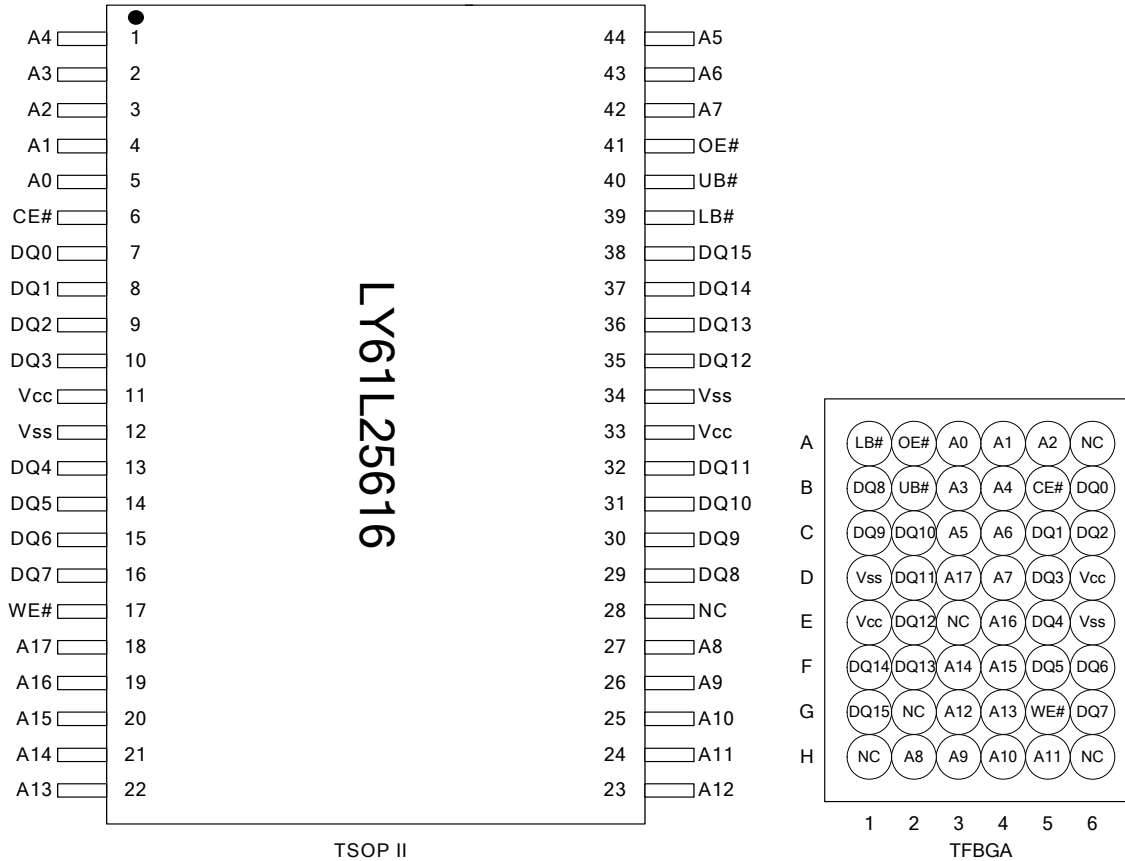 A4 1 44 A5
A3 2 43 A6
A2 3 42 A7
A1 4 41 OE#
A0 5 40 UB#
CE# 6 39 LB#
DQ0 7 38 DQ15
DQ1 8 37 DQ14
DQ2 9 36 DQ13
DQ3 10 35 DQ12
Vcc 11 34 Vss
Vss 12 33 Vcc
DQ4 13 32 DQ11
DQ5 14 31 DQ10
DQ6 15 30 DQ9
DQ7 16 29 DQ8
WE# 17 28 NC
A17 18 27 A8
A16 19 26 A9
A15 20 25 A10
A14 21 24 A11
A13 22 23 A12
LY61L25616
TSOP II
A LB# OE# A0 A1 A2 NC
B DQ8 UB# A3 A4 CE# DQ0
C DQ9 DQ10 A5 A6 DQ1 DQ2
D Vss DQ11 A17 A7 DQ3 Vcc
E Vcc DQ12 NC A16 DQ4 Vss
F DQ14 DQ13 A14 A15 DQ5 DQ6
G DQ15 NC A12 A13 WE# DQ7
H NC A8 A9 A10 A11 NC
1 2 3 4 5 6
TFBGA